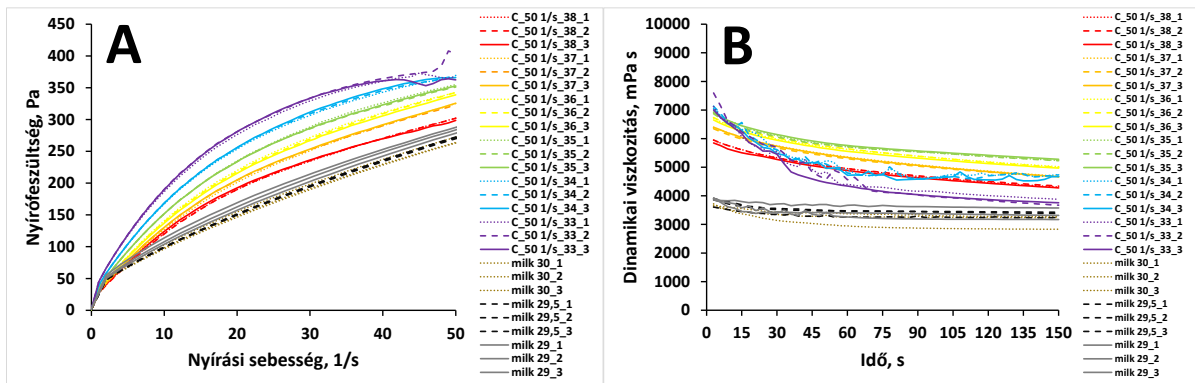 A
450
400
350
300
250
200
150
100
50
0
Nyírófeszültség, Pa
0 10 20 30 40 50
Nyírási sebesség, 1/s
C_50 1/s_38_1
C_50 1/s_38_2
C_50 1/s_38_3
C_50 1/s_37_1
C_50 1/s_37_2
C_50 1/s_37_3
C_50 1/s_36_1
C_50 1/s_36_2
C_50 1/s_36_3
C_50 1/s_35_1
C_50 1/s_35_2
C_50 1/s_35_3
C_50 1/s_34_1
C_50 1/s_34_2
C_50 1/s_34_3
C_50 1/s_33_1
C_50 1/s_33_2
C_50 1/s_33_3
milk 30_1
milk 30_2
milk 30_3
milk 29,5_1
milk 29,5_2
milk 29,5_3
milk 29_1
milk 29_2
milk 29_3
B
10000
9000
8000
7000
6000
5000
4000
3000
2000
1000
0
Dinamikai viszkozitás, mPa s
0 15 30 45 60 75 90 105 120 135 150
Idő, s
C_50 1/s_38_1
C_50 1/s_38_2
C_50 1/s_38_3
C_50 1/s_37_1
C_50 1/s_37_2
C_50 1/s_37_3
C_50 1/s_36_1
C_50 1/s_36_2
C_50 1/s_36_3
C_50 1/s_35_1
C_50 1/s_35_2
C_50 1/s_35_3
C_50 1/s_34_1
C_50 1/s_34_2
C_50 1/s_34_3
C_50 1/s_33_1
C_50 1/s_33_2
C_50 1/s_33_3
milk 30_1
milk 30_2
milk 30_3
milk 29,5_1
milk 29,5_2
milk 29,5_3
milk 29_1
milk 29_2
milk 29_3